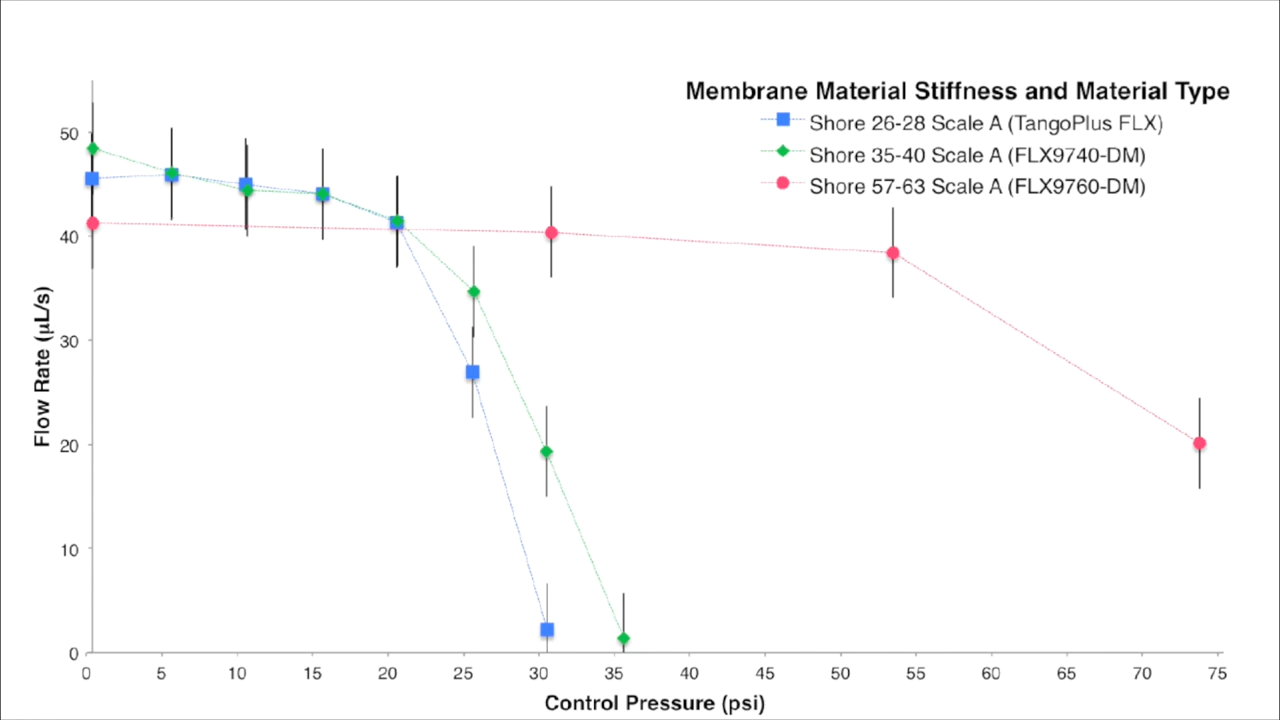 Membrane Material Stiffness and Material Type
Shore 26-28 Scale A (TangoPlus FLX)
Shore 35-40 Scale A (FLX9740-DM)
Shore 57-63 Scale A (FLX9760-DM)
Flow Rate (µL/s)
50
40
30
20
10
0
0 5 10 15 20 25 30 35 40 45 50 55 60 65 70 75
Control Pressure (psi)